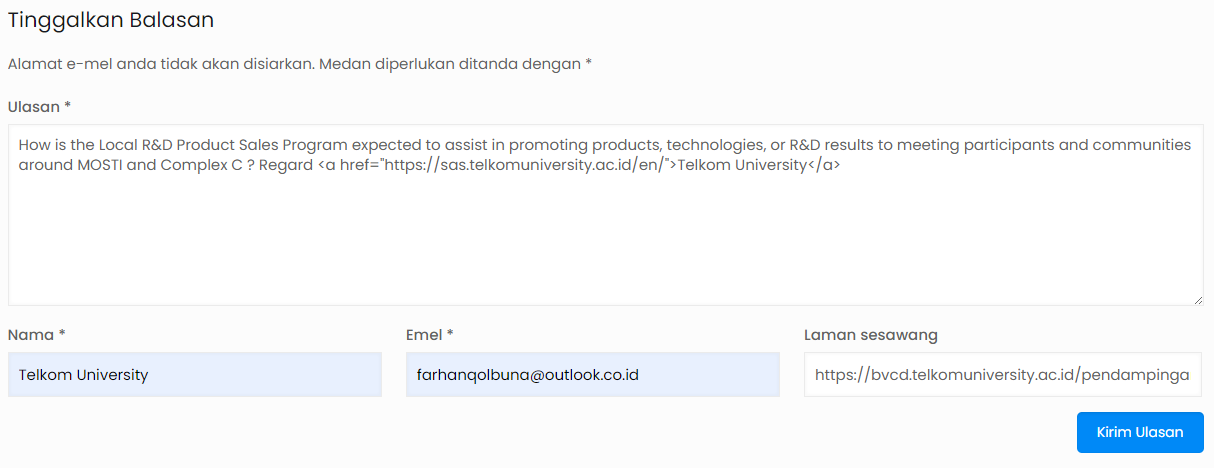 Tinggalkan Balasan
Alamat e-mel anda tidak akan disiarkan. Medan diperlukan ditanda dengan *
Ulasan *
How is the Local R&D Product Sales Program expected to assist in promoting products, technologies, or R&D results to meeting participants and communities
around MOSTI and Complex C ? Regard <a href="https://sas.telkomuniversity.ac.id/en/">Telkom University</a>
Nama * Emel * Laman sesawang
Telkom University farhanqolbuna@outlook.co.id https://bvcd.telkomuniversity.ac.id/pendampinga
Kirim Ulasan